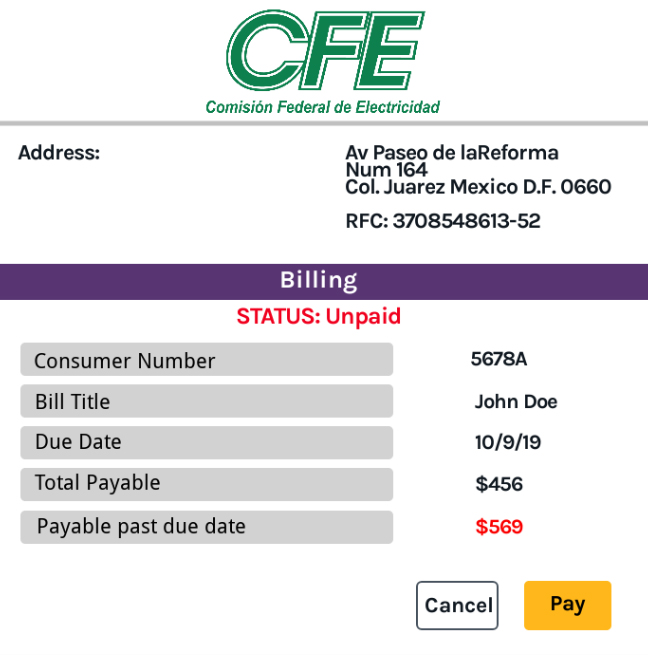 CFE
Comisión Federal de Electricidad
Address:
Av Paseo de laReforma
Num 164
Col. Juarez Mexico D.F. 0660
RFC: 3708548613-52
Billing
STATUS: Unpaid
Consumer Number 5678A
Bill Title John Doe
Due Date 10/9/19
Total Payable $456
Payable past due date $569
Cancel Pay